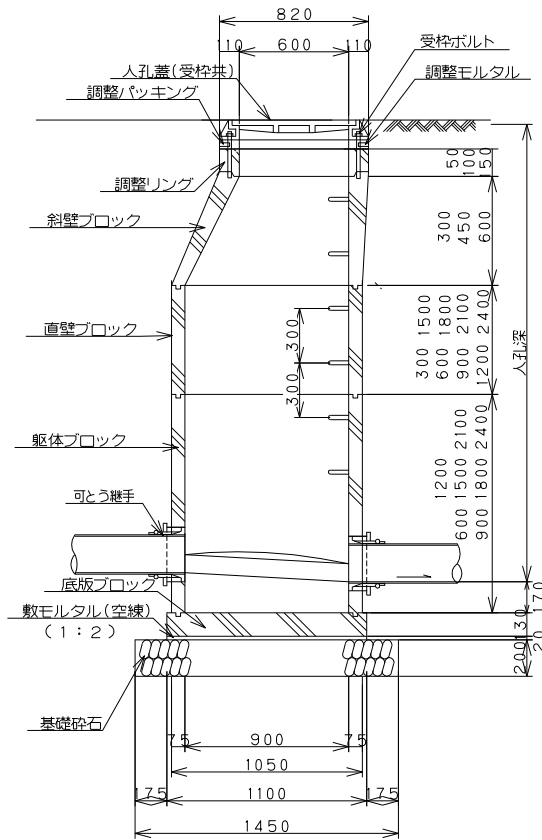 820
110 600 110
受枠ボルト
人孔蓋(受枠共)
調整モルタル
調整パッキング
調整リング
50
100
150
斜壁ブロック
300
450
600
直壁ブロック
300
300
300 1500
600 1800
900 2100
1200 2400
人孔深
躯体ブロック
1200
600 1500 2100
900 1800 2400
可とう継手
底版ブロック
敷モルタル(空練)
(1:2)
170
130
20
200
基礎砕石
75 900 75
1050
175 1100 175
1450